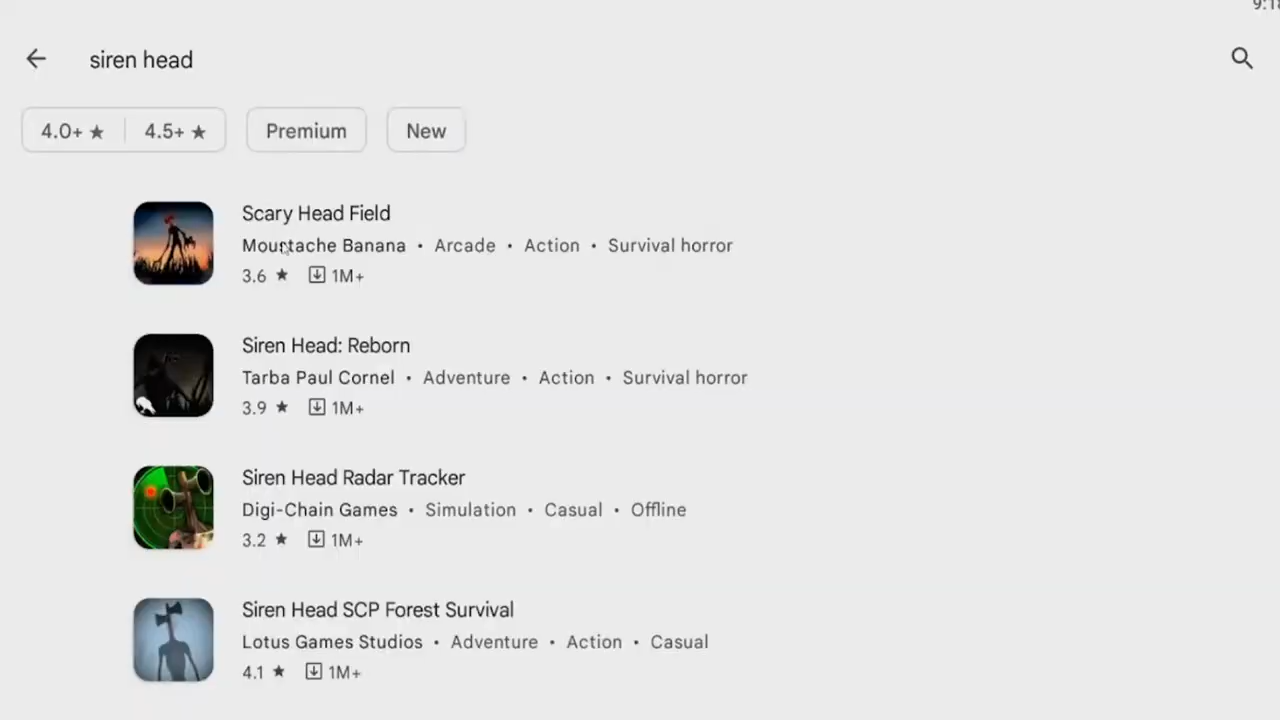 9:18
siren head
4.0+ ★ 4.5+ ★ Premium New
Scary Head Field
Moustache Banana • Arcade • Action • Survival horror
3.6 ★ 1M+
Siren Head: Reborn
Tarba Paul Cornel • Adventure • Action • Survival horror
3.9 ★ 1M+
Siren Head Radar Tracker
Digi-Chain Games • Simulation • Casual • Offline
3.2 ★ 1M+
Siren Head SCP Forest Survival
Lotus Games Studios • Adventure • Action • Casual
4.1 ★ 1M+